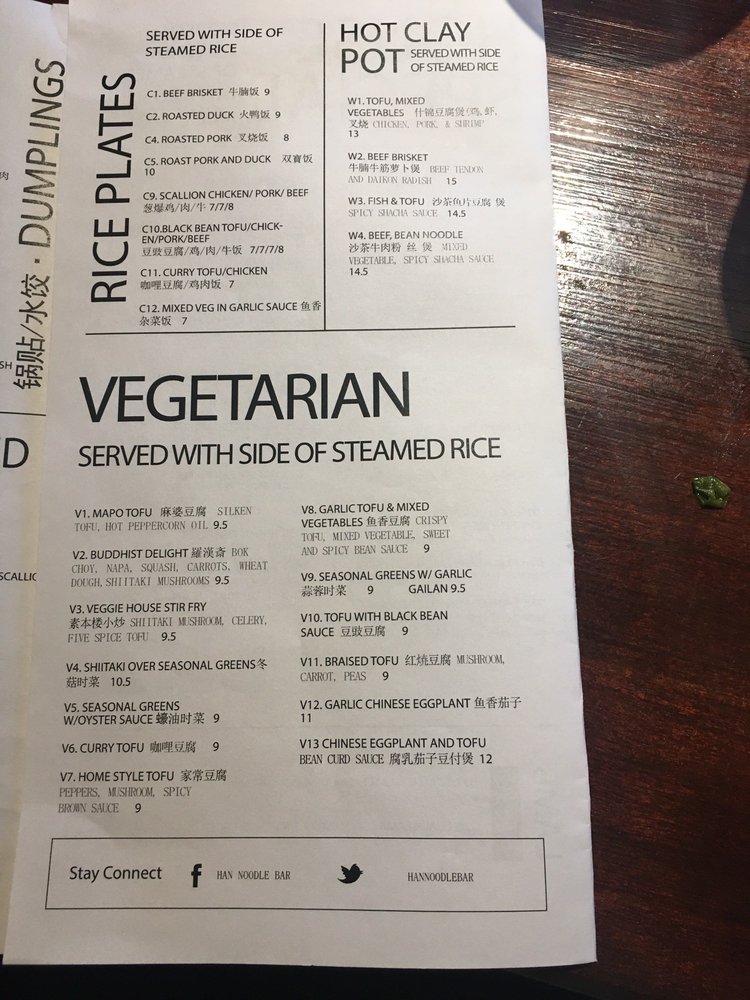 锅贴/水饺 · DUMPLINGS
肉
SH
D
SCALLIC
RICE PLATES
SERVED WITH SIDE OF
STEAMED RICE
C1. BEEF BRISKET 牛腩饭 9
C2. ROASTED DUCK 火鸭饭 9
C4. ROASTED PORK 叉烧饭 8
C5. ROAST PORK AND DUCK 双寶饭
10
C9. SCALLION CHICKEN/ PORK/ BEEF
葱爆鸡/肉/牛 7/7/8
C10.BLACK BEAN TOFU/CHICK-
EN/PORK/BEEF
豆豉豆腐/鸡/肉/牛饭 7/7/7/8
C11. CURRY TOFU/CHICKEN
咖哩豆腐/鸡肉饭 7
C12. MIXED VEG IN GARLIC SAUCE 鱼香
杂菜饭 7
HOT CLAY
POT SERVED WITH SIDE
OF STEAMED RICE
W1. TOFU, MIXED
VEGETABLES 什锦豆腐煲(鸡,虾,
叉烧 CHICKEN, PORK, & SHRIMP
13
W2. BEEF BRISKET
牛腩牛筋萝卜煲 BEEF TENDON
AND DAIKON RADISH 15
W3. FISH & TOFU 沙茶鱼片豆腐 煲
SPICY SHACHA SAUCE 14.5
W4. BEEF, BEAN NOODLE
沙茶牛肉粉 丝 煲 MIXED
VEGETABLE, SPICY SHACHA SAUCE
14.5
VEGETARIAN
SERVED WITH SIDE OF STEAMED RICE
V1. MAPO TOFU 麻婆豆腐 SILKEN
TOFU, HOT PEPPERCORN OIL 9.5
V2. BUDDHIST DELIGHT 羅漢斎 BOK
CHOY, NAPA, SQUASH, CARROTS, WHEAT
DOUGH,SHIITAKI MUSHROOMS 9.5
V3. VEGGIE HOUSE STIR FRY
素本楼小炒 SHIITAKI MUSHROOM, CELERY,
FIVE SPICE TOFU 9.5
V4. SHIITAKI OVER SEASONAL GREENS冬
菇时菜 10.5
V5. SEASONAL GREENS
W/OYSTER SAUCE 蠔油时菜 9
V6. CURRY TOFU 咖哩豆腐 9
V7. HOME STYLE TOFU 家常豆腐
PEPPERS, MUSHROOM, SPICY
BROWN SAUCE 9
V8. GARLIC TOFU & MIXED
VEGETABLES 鱼香豆腐 CRISPY
TOFU, MIXED VEGETABLE, SWEET
AND SPICY BEAN SAUCE 9
V9. SEASONAL GREENS W/ GARLIC
蒜蓉时菜 9 GAILAN 9.5
V10. TOFU WITH BLACK BEAN
SAUCE 豆豉豆腐 9
V11. BRAISED TOFU 红焼豆腐 MUSHROOM,
CARROT, PEAS 9
V12. GARLIC CHINESE EGGPLANT 鱼香茄子
11
V13 CHINESE EGGPLANT AND TOFU
BEAN CURD SAUCE 腐乳茄子豆付煲 12
Stay Connect f HAN NOODLE BAR HANNOODLEBAR